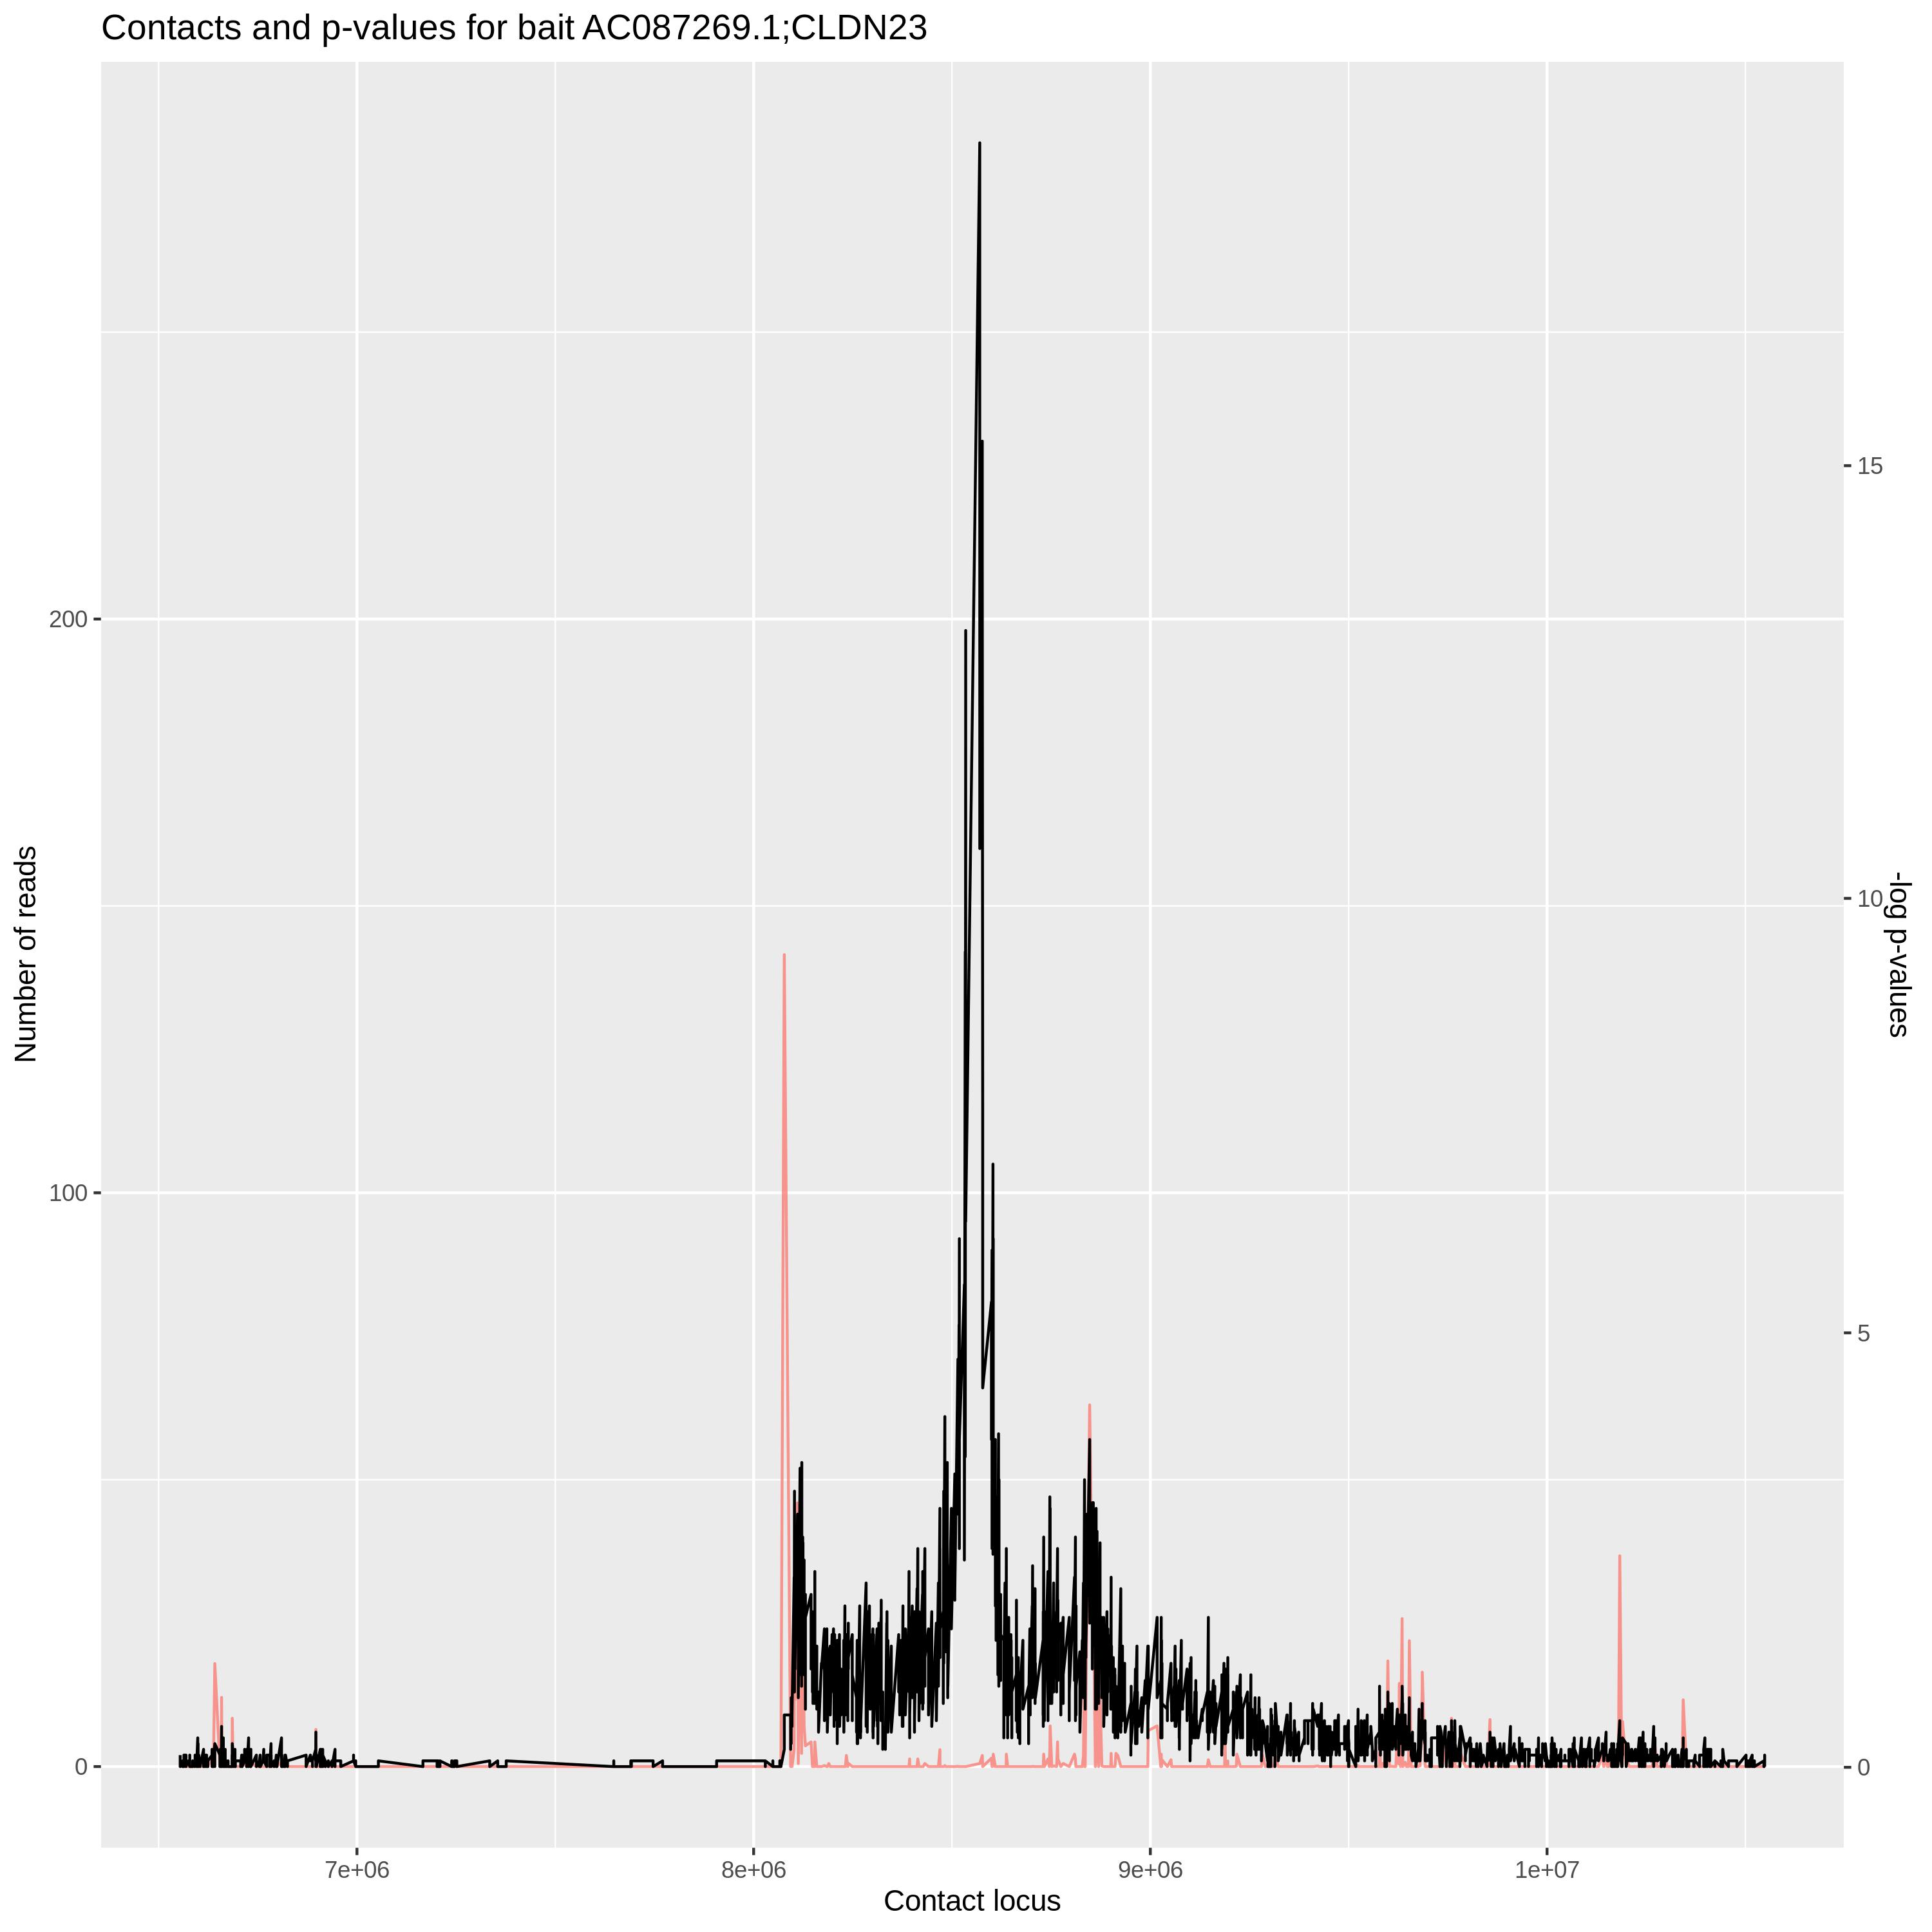 Contacts and p-values for bait AC087269.1;CLDN23
Number of reads
200
100
0
15
10
5
0
-log p-values
7e+06
8e+06
9e+06
1e+07
Contact locus